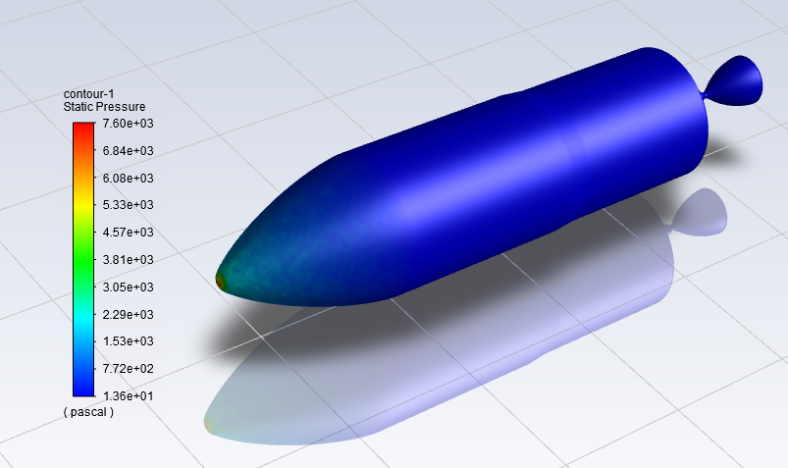 contour-1
Static Pressure
7.60e+03
6.84e+03
6.08e+03
5.33e+03
4.57e+03
3.81e+03
3.05e+03
2.29e+03
1.53e+03
7.72e+02
1.36e+01
( pascal )